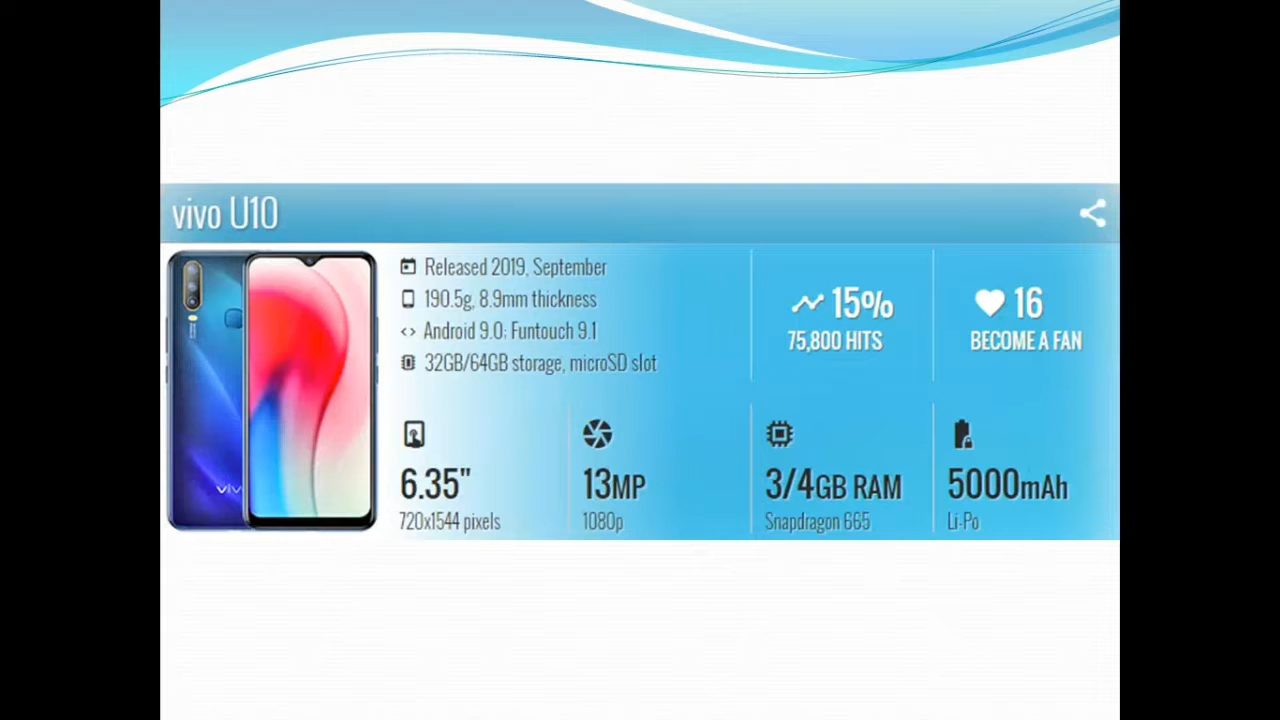 vivo U10
Released 2019, September
190.5g, 8.9mm thickness
Android 9.0; Funtouch 9.1
32GB/64GB storage, microSD slot
15%
75,800 HITS
16
BECOME A FAN
6.35"
720x1544 pixels
13MP
1080p
3/4GB RAM
Snapdragon 665
5000mAh
Li-Po